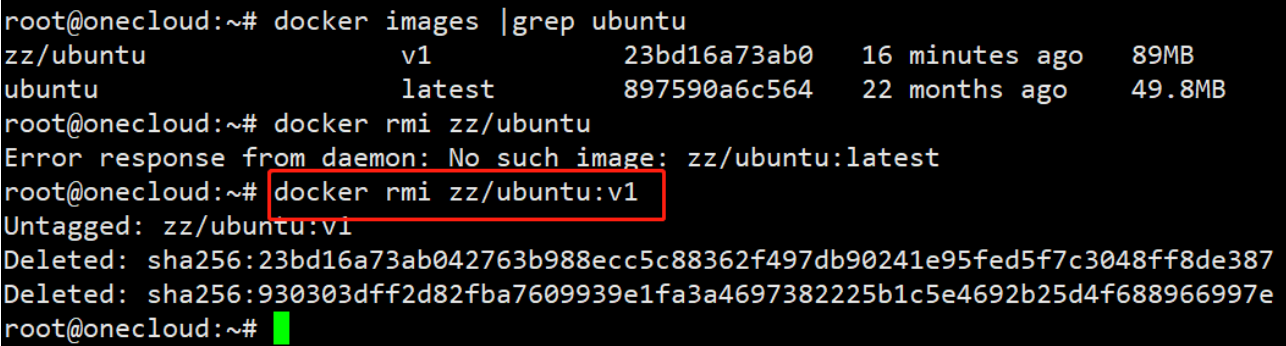 root@onecloud:~# docker images |grep ubuntu
zz/ubuntu v1 23bd16a73ab0 16 minutes ago 89MB
ubuntu latest 897590a6c564 22 months ago 49.8MB
root@onecloud:~# docker rmi zz/ubuntu
Error response from daemon: No such image: zz/ubuntu:latest
root@onecloud:~# docker rmi zz/ubuntu:v1
Untagged: zz/ubuntu:v1
Deleted: sha256:23bd16a73ab042763b988ecc5c88362f497db90241e95fed5f7c3048ff8de387
Deleted: sha256:930303dff2d82fba7609939e1fa3a4697382225b1c5e4692b25d4f688966997e
root@onecloud:~#